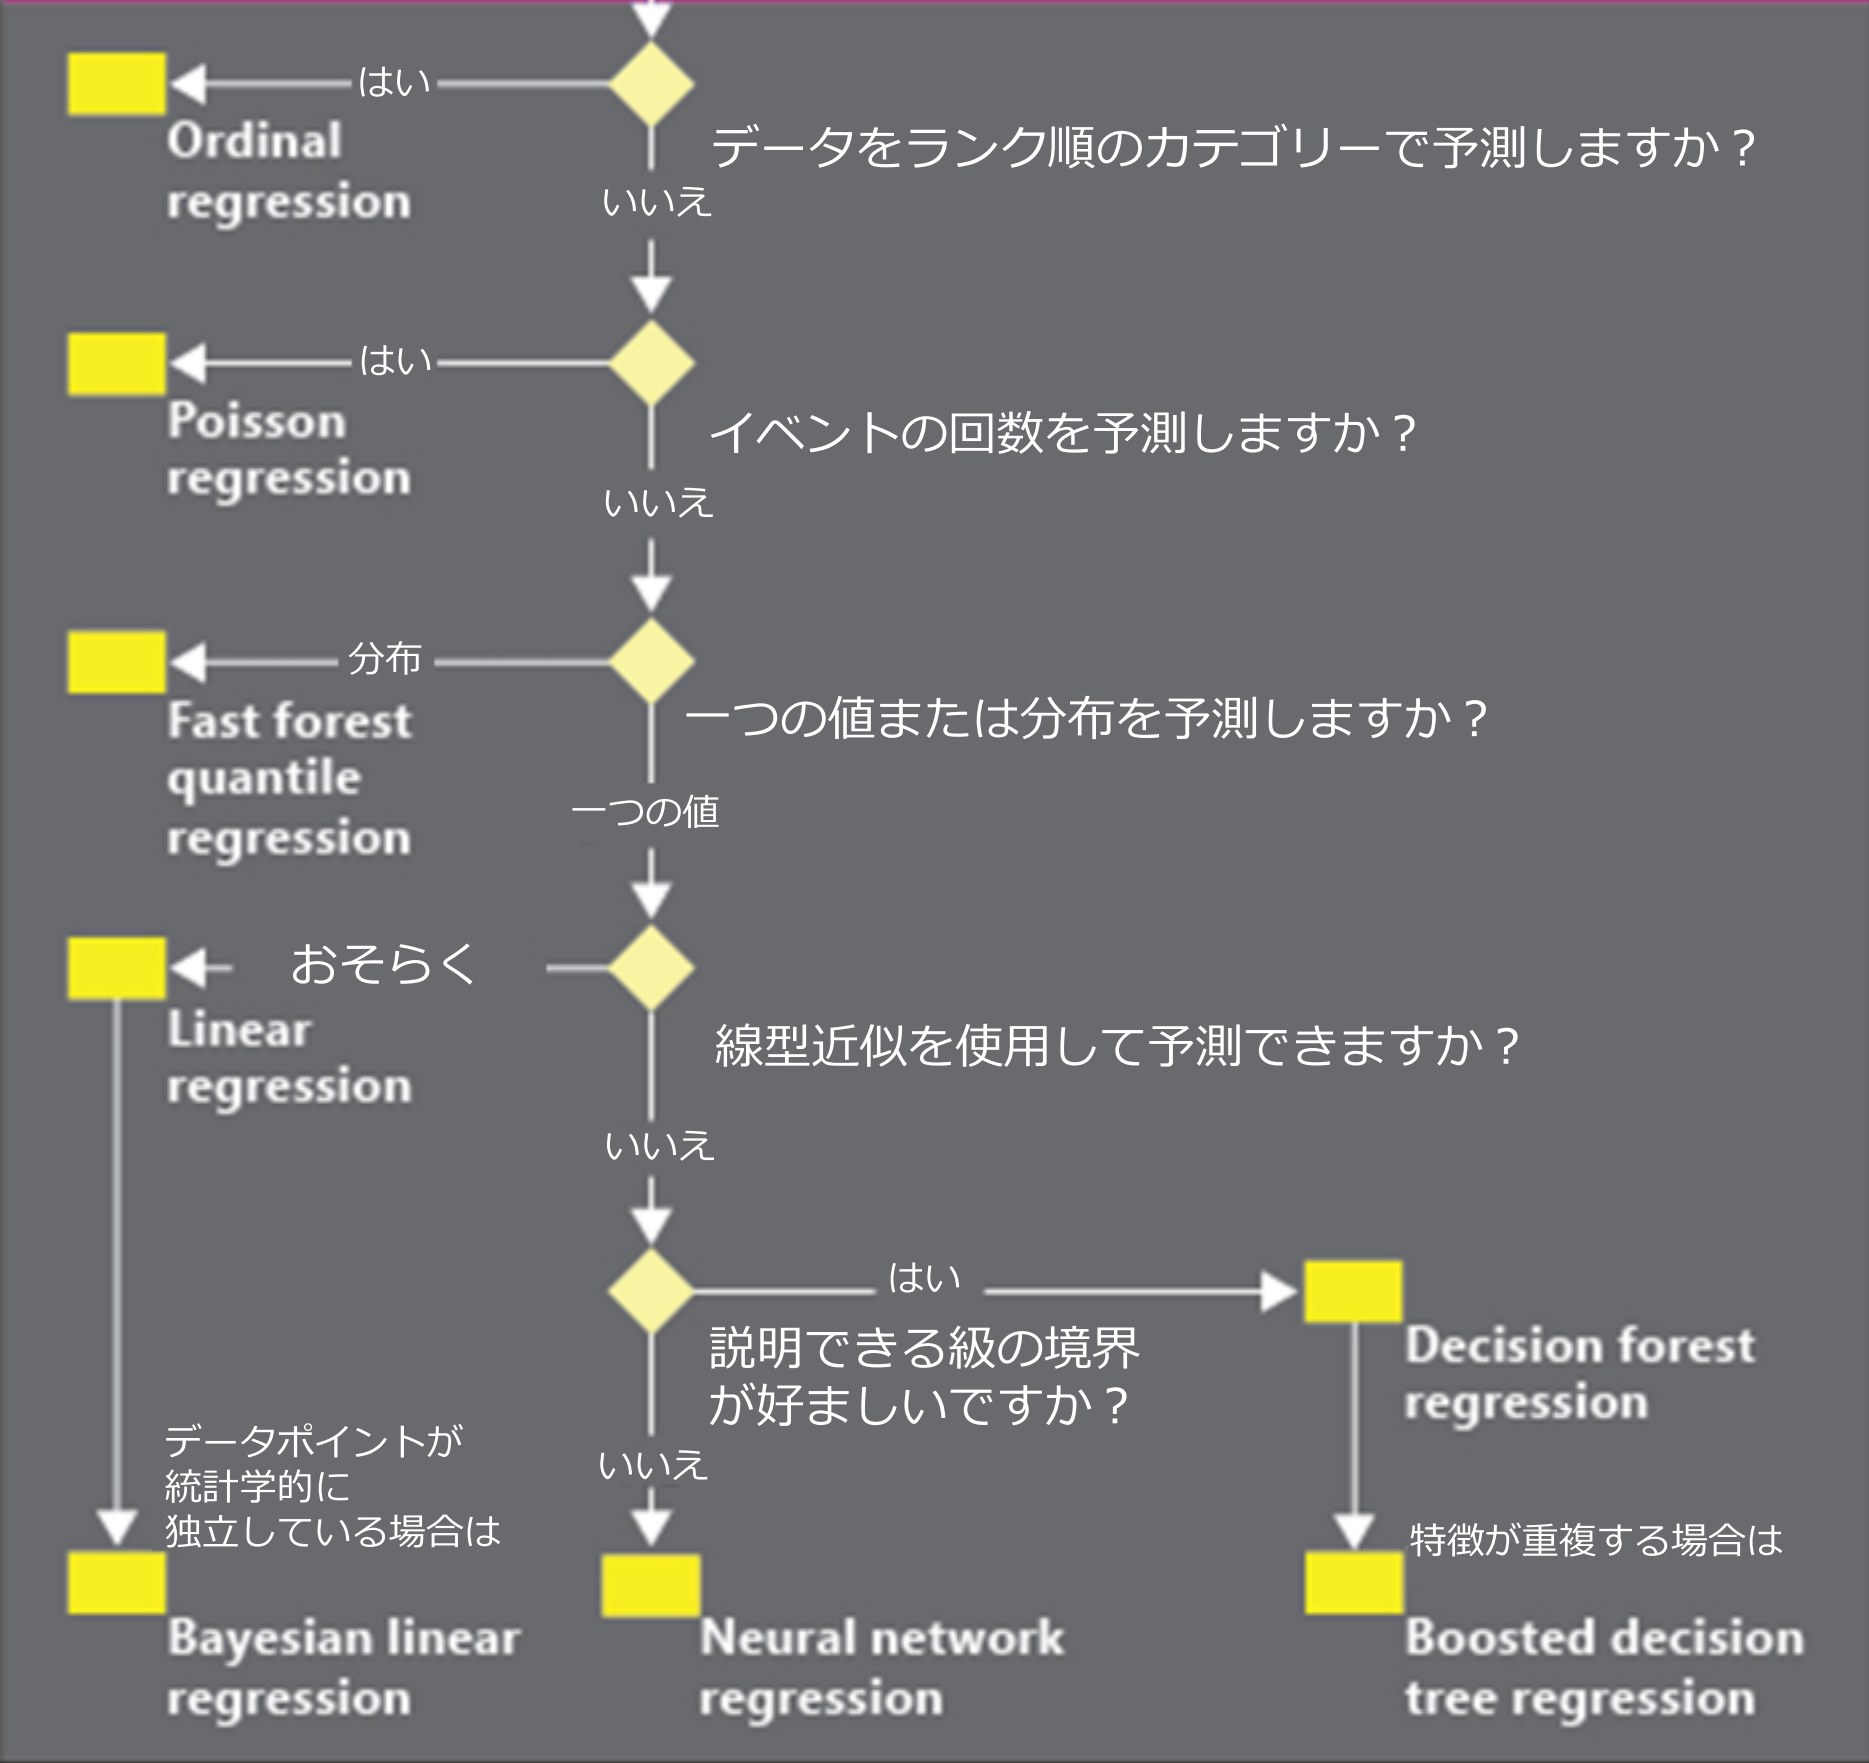 はい
Ordinal
regression
データをランク順のカテゴリーで予測しますか？
いいえ
はい
Poisson
regression
イベントの回数を予測しますか？
いいえ
分布
Fast forest
quantile
regression
一つの値または分布を予測しますか？
一つの値
おそらく
Linear
regression
線型近似を使用して予測できますか？
いいえ
はい
説明できる級の境界
が好ましいですか？
Decision forest
regression
いいえ
データポイントが
統計学的に
独立している場合は
特徴が重複する場合は
Bayesian linear
regression
Neural network
regression
Boosted decision
tree regression